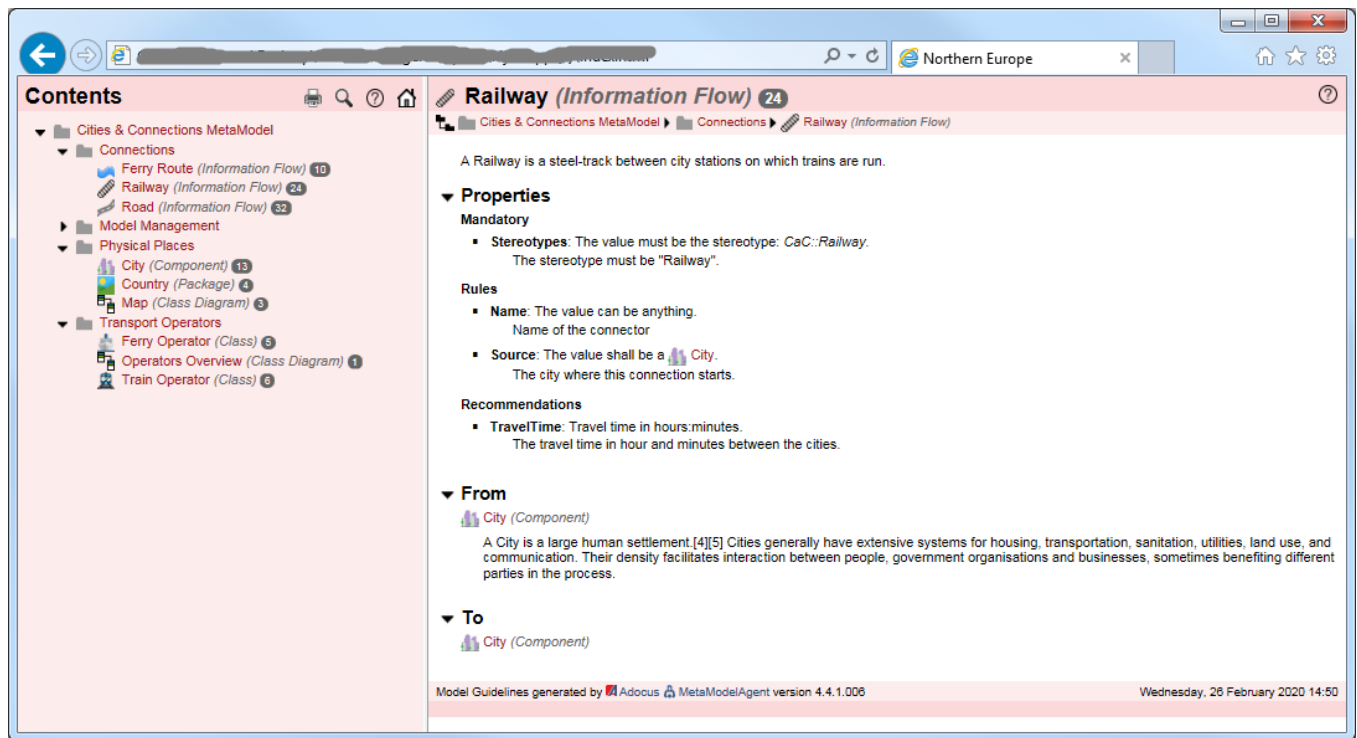 Northern Europe
Contents
Cities & Connections MetaModel
Connections
Ferry Route (Information Flow) 10
Railway (Information Flow) 24
Road (Information Flow) 32
Model Management
Physical Places
City (Component) 13
Country (Package) 4
Map (Class Diagram) 3
Transport Operators
Ferry Operator (Class) 5
Operators Overview (Class Diagram) 1
Train Operator (Class) 6
Railway (Information Flow) 24
Cities & Connections MetaModel Connections Railway (Information Flow)
A Railway is a steel-track between city stations on which trains are run.
Properties
Mandatory
Stereotypes: The value must be the stereotype: CaC::Railway.
The stereotype must be "Railway".
Rules
Name: The value can be anything.
Name of the connector
Source: The value shall be a City.
The city where this connection starts.
Recommendations
TravelTime: Travel time in hours:minutes.
The travel time in hour and minutes between the cities.
From
City (Component)
A City is a large human settlement.[4][5] Cities generally have extensive systems for housing, transportation, sanitation, utilities, land use, and
communication. Their density facilitates interaction between people, government organisations and businesses, sometimes benefiting different
parties in the process.
To
City (Component)
Model Guidelines generated by Adocus MetaModelAgent version 4.4.1.006
Wednesday, 26 February 2020 14:50